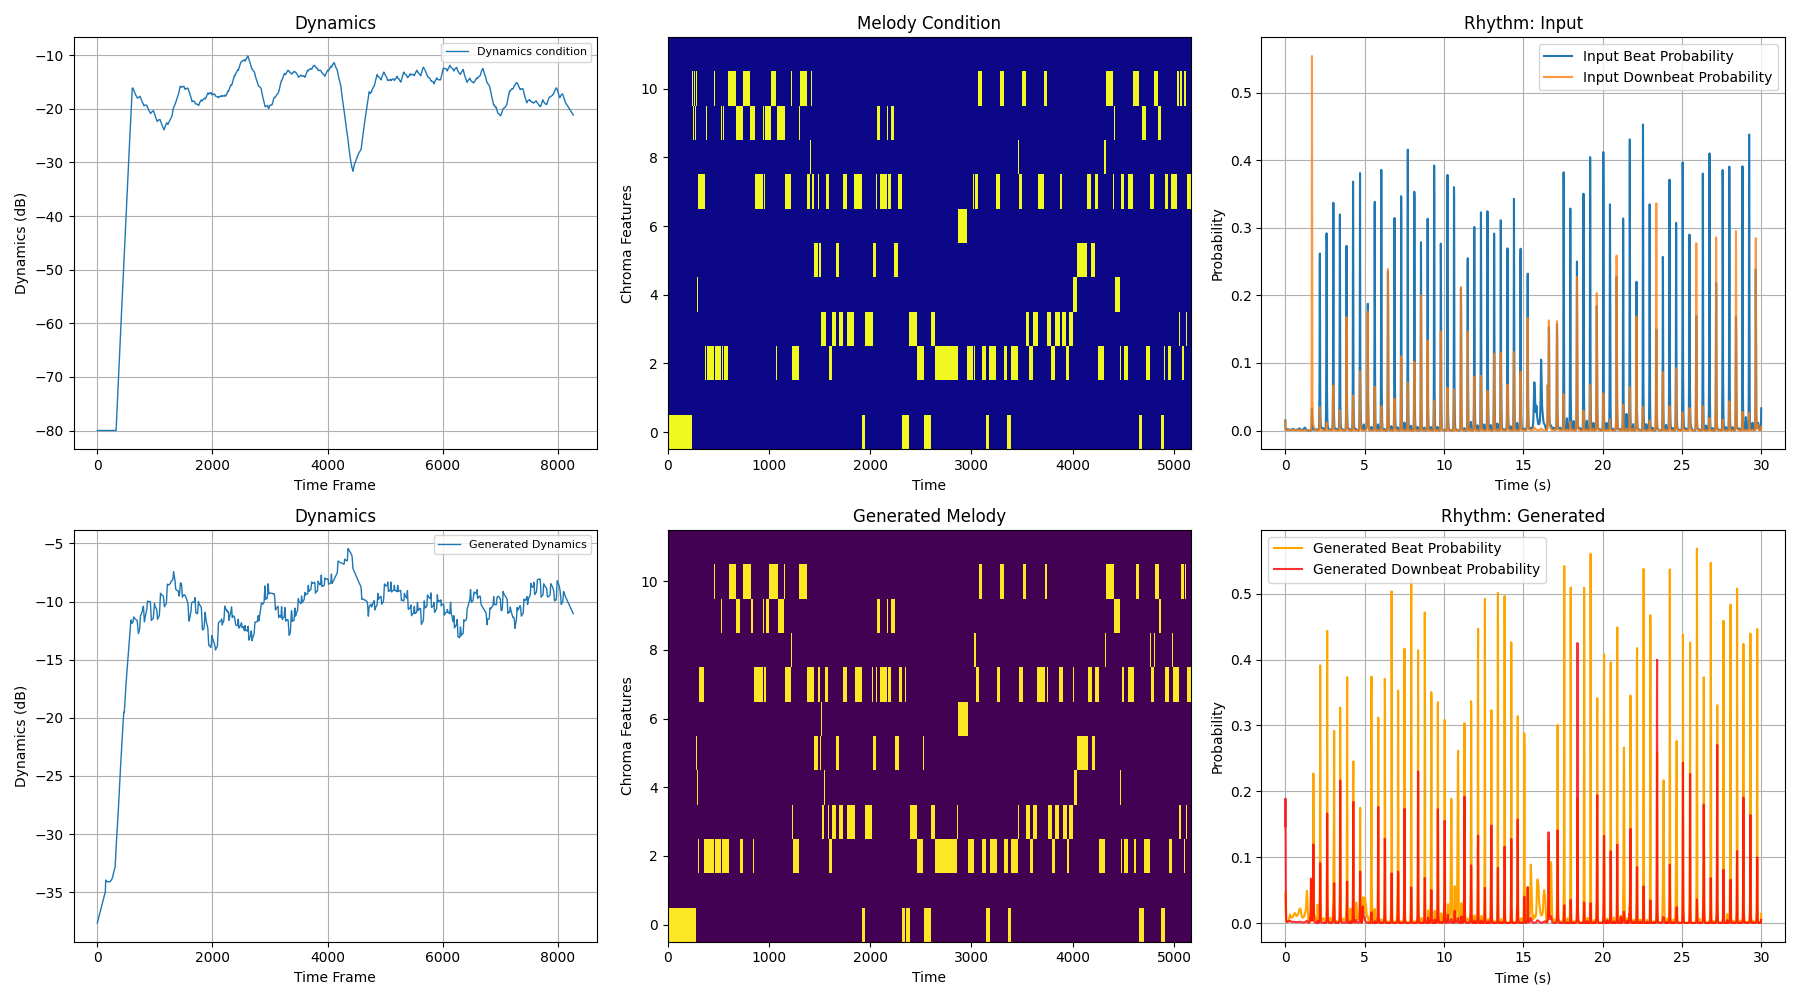 Dynamics
Dynamics (dB)
−10
−20
−30
−40
−50
−60
−70
−80
Dynamics condition
0 2000 4000 6000 8000
Time Frame
Melody Condition
Chroma Features
10
8
6
4
2
0
0 1000 2000 3000 4000 5000
Time
Rhythm: Input
Probability
0.5
0.4
0.3
0.2
0.1
0.0
Input Beat Probability
Input Downbeat Probability
0 5 10 15 20 25 30
Time (s)
Dynamics
Dynamics (dB)
−5
−10
−15
−20
−25
−30
−35
Generated Dynamics
0 2000 4000 6000 8000
Time Frame
Generated Melody
Chroma Features
10
8
6
4
2
0
0 1000 2000 3000 4000 5000
Time
Rhythm: Generated
Probability
0.5
0.4
0.3
0.2
0.1
0.0
Generated Beat Probability
Generated Downbeat Probability
0 5 10 15 20 25 30
Time (s)